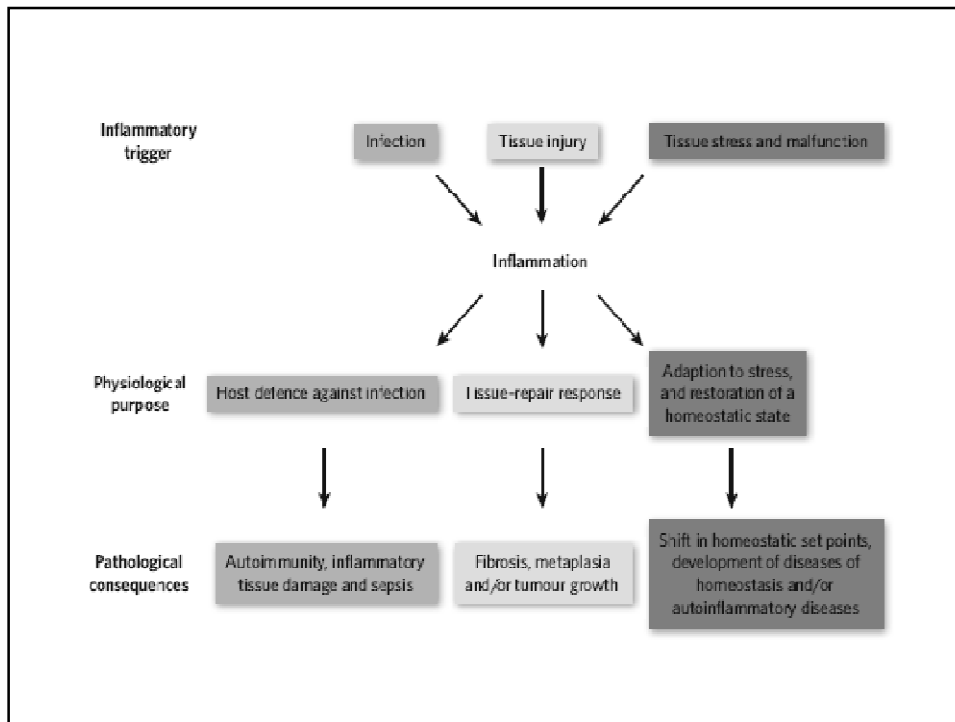 Inflammatory
trigger
Infection
Tissue injury
Tissue stress and malfunction
Inflammation
Physiological
purpose
Host defence against infection
Tissue-repair response
Adaption to stress,
and restoration of a
homeostatic state
Pathological
consequences
Autoimmunity, inflammatory
tissue damage and sepsis
Fibrosis, metaplasia
and/or tumour growth
Shift in homeostatic set points,
development of diseases of
homeostasis and/or
autoinflammatory diseases